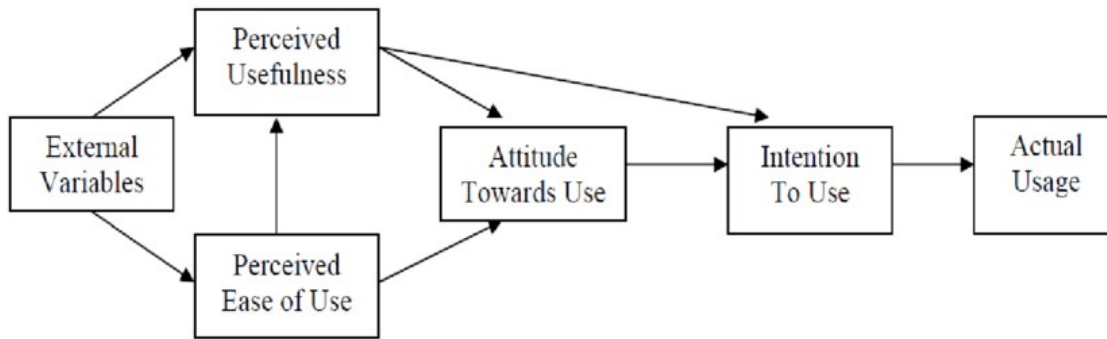 Perceived
Usefulness
External
Variables
Attitude
Towards Use
Intention
To Use
Actual
Usage
Perceived
Ease of Use